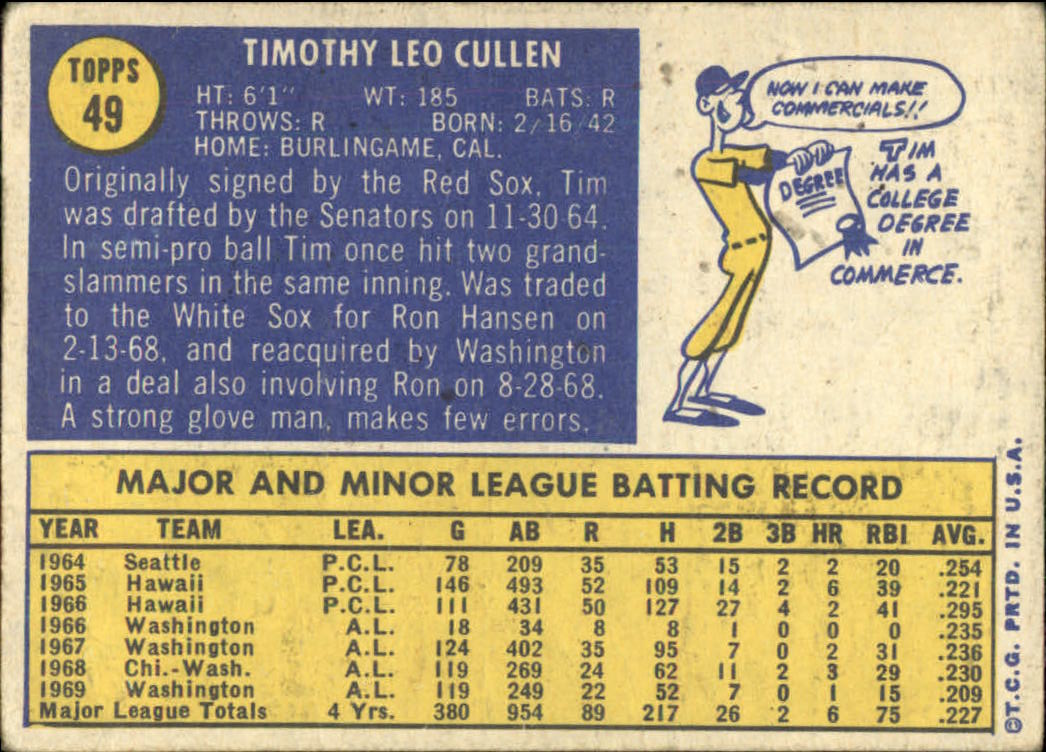 TOPPS
49
TIMOTHY LEO CULLEN
HT: 6'1" WT: 185 BATS: R
THROWS: R BORN: 2/16/42
HOME: BURLINGAME, CAL.
Originally signed by the Red Sox, Tim
was drafted by the Senators on 11-30-64.
In semi-pro ball Tim once hit two grand-
slammers in the same inning. Was traded
to the White Sox for Ron Hansen on
2-13-68, and reacquired by Washington
in a deal also involving Ron on 8-28-68.
A strong glove man, makes few errors.
NOW I CAN MAKE
COMMERCIALS!!
DEGREE
TIM
HAS A
COLLEGE
DEGREE
IN
COMMERCE.
MAJOR AND MINOR LEAGUE BATTING RECORD
YEAR TEAM LEA. G AB R H 2B 3B HR RBI AVG.
1964 Seattle P.C.L. 78 209 35 53 15 2 2 20 .254
1965 Hawaii P.C.L. 146 493 52 109 14 2 6 39 .221
1966 Hawaii P.C.L. 111 431 50 127 27 4 2 41 .295
1966 Washington A.L. 18 34 8 8 1 0 0 0 .235
1967 Washington A.L. 124 402 35 95 7 0 2 31 .236
1968 Chi.-Wash. A.L. 119 269 24 62 11 2 3 29 .230
1969 Washington A.L. 119 249 22 52 7 0 1 15 .209
Major League Totals 4 Yrs. 380 954 89 217 26 2 6 75 .227
©T.C.G. PRTD. IN U.S.A.